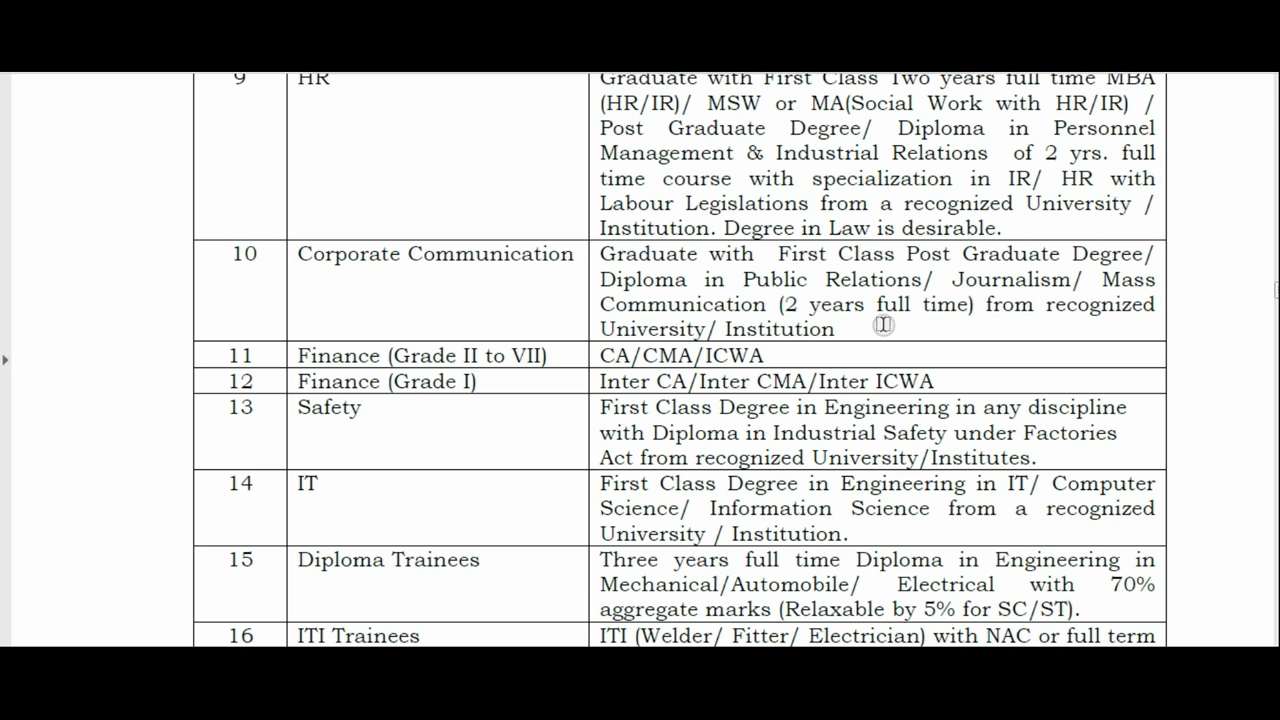 9 HR Graduate with First Class Two years full time MBA
(HR/IR)/ MSW or MA(Social Work with HR/IR) /
Post Graduate Degree/ Diploma in Personnel
Management & Industrial Relations of 2 yrs. full
time course with specialization in IR/ HR with
Labour Legislations from a recognized University /
Institution. Degree in Law is desirable.
10 Corporate Communication Graduate with First Class Post Graduate Degree/
Diploma in Public Relations/ Journalism/ Mass
Communication (2 years full time) from recognized
University/ Institution
11 Finance (Grade II to VII) CA/CMA/ICWA
12 Finance (Grade I) Inter CA/Inter CMA/Inter ICWA
13 Safety First Class Degree in Engineering in any discipline
with Diploma in Industrial Safety under Factories
Act from recognized University/Institutes.
14 IT First Class Degree in Engineering in IT/ Computer
Science/ Information Science from a recognized
University / Institution.
15 Diploma Trainees Three years full time Diploma in Engineering in
Mechanical/Automobile/ Electrical with 70%
aggregate marks (Relaxable by 5% for SC/ST).
16 ITI Trainees ITI (Welder/ Fitter/ Electrician) with NAC or full term